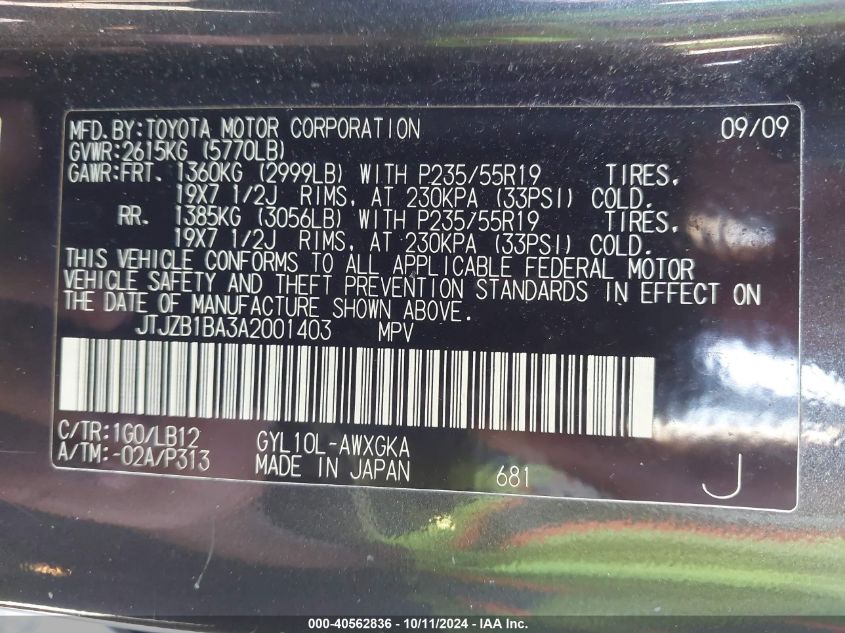 MFD.BY:TOYOTA MOTOR CORPORATION 09/09
GVWR:2615KG (5770LB)
GAWR:FRT. 1360KG (2999LB) WITH P235/55R19 TIRES,
19X7 1/2J RIMS, AT 230KPA (33PSI) COLD.
RR. 1385KG (3056LB) WITH P235/55R19 TIRES,
19X7 1/2J RIMS, AT 230KPA (33PSI) COLD.
THIS VEHICLE CONFORMS TO ALL APPLICABLE FEDERAL MOTOR
VEHICLE SAFETY AND THEFT PREVENTION STANDARDS IN EFFECT ON
THE DATE OF MANUFACTURE SHOWN ABOVE.
JTJZB1BA3A2001403 MPV
C/TR:1G0/LB12 GYL10L-AWXGKA
A/TM:-02A/P313 MADE IN JAPAN 681 J
000-40562836 - 10/11/2024 - IAA Inc.